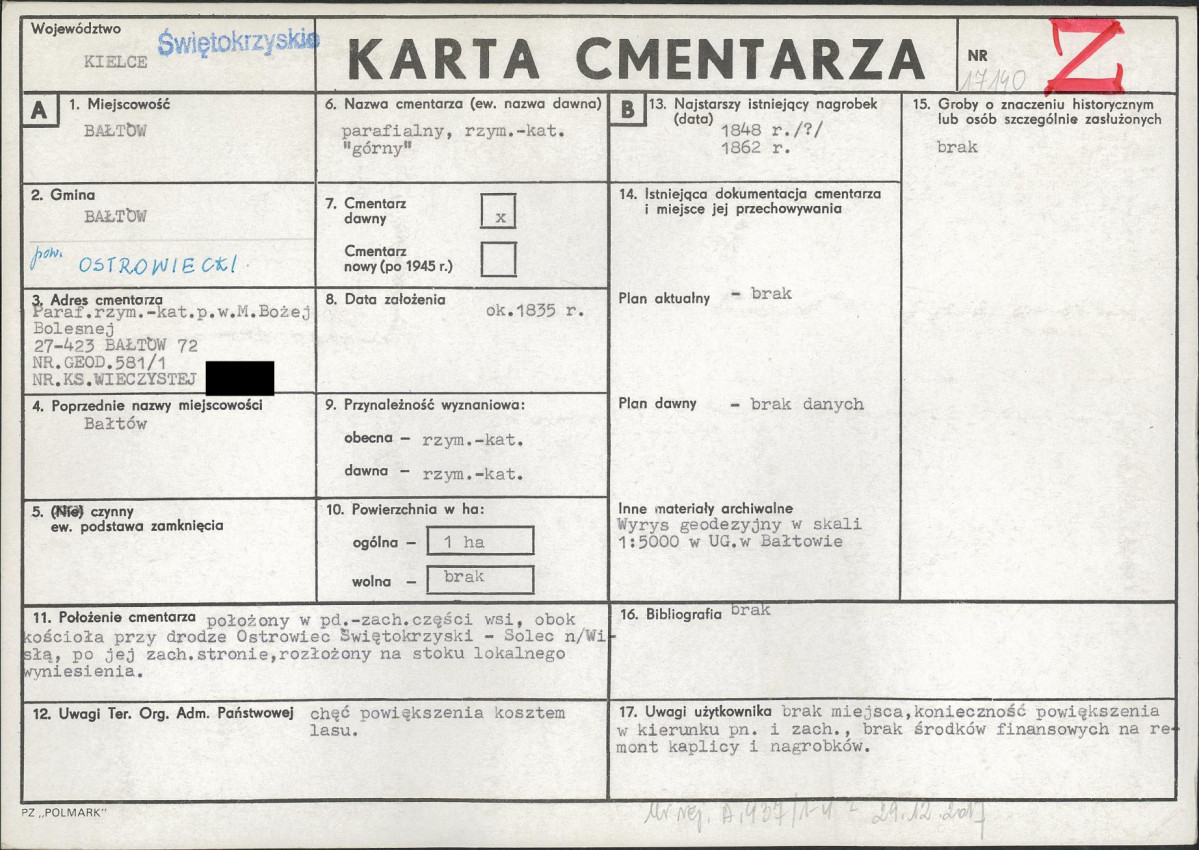 Województwo
KIELCE
Świętokrzyskie
KARTA CMENTARZA
NR
17190
Z
A
1. Miejscowość
BAŁTÓW
2. Gmina
BAŁTÓW
pow. OSTROWIECKI
3. Adres cmentarza
Paraf.rzym.-kat.p.w.M.Bożej
Bolesnej
27-423 BAŁTÓW 72
NR.GEOD.581/1
NR.KS.WIECZYSTEJ
4. Poprzednie nazwy miejscowości
Bałtów
5. (Nie) czynny
ew. podstawa zamknięcia
6. Nazwa cmentarza (ew. nazwa dawna)
parafialny, rzym.-kat.
"górny"
7. Cmentarz
dawny
x
Cmentarz
nowy (po 1945 r.)
8. Data założenia
ok.1835 r.
9. Przynależność wyznaniowa:
obecna – rzym.-kat.
dawna – rzym.-kat.
10. Powierzchnia w ha:
ogólna – 1 ha
wolna – brak
11. Położenie cmentarza położony w pd.-zach.części wsi, obok
kościoła przy drodze Ostrowiec Świętokrzyski - Solec n/Wi-
słą, po jej zach.stronie,rozłożony na stoku lokalnego
wyniesienia.
12. Uwagi Ter. Org. Adm. Państwowej chęć powiększenia kosztem
lasu.
B
13. Najstarszy istniejący nagrobek
(data)
1848 r./?/
1862 r.
14. Istniejąca dokumentacja cmentarza
i miejsce jej przechowywania
Plan aktualny - brak
Plan dawny - brak danych
Inne materiały archiwalne
Wyrys geodezyjny w skali
1:5000 w UG.w Bałtowie
15. Groby o znaczeniu historycznym
lub osób szczególnie zasłużonych
brak
16. Bibliografia brak
17. Uwagi użytkownika brak miejsca,konieczność powiększenia
w kierunku pn. i zach., brak środków finansowych na re-
mont kaplicy i nagrobków.
PZ „POLMARK"
Nr rej. A.937/1-4 - 29.12.2017